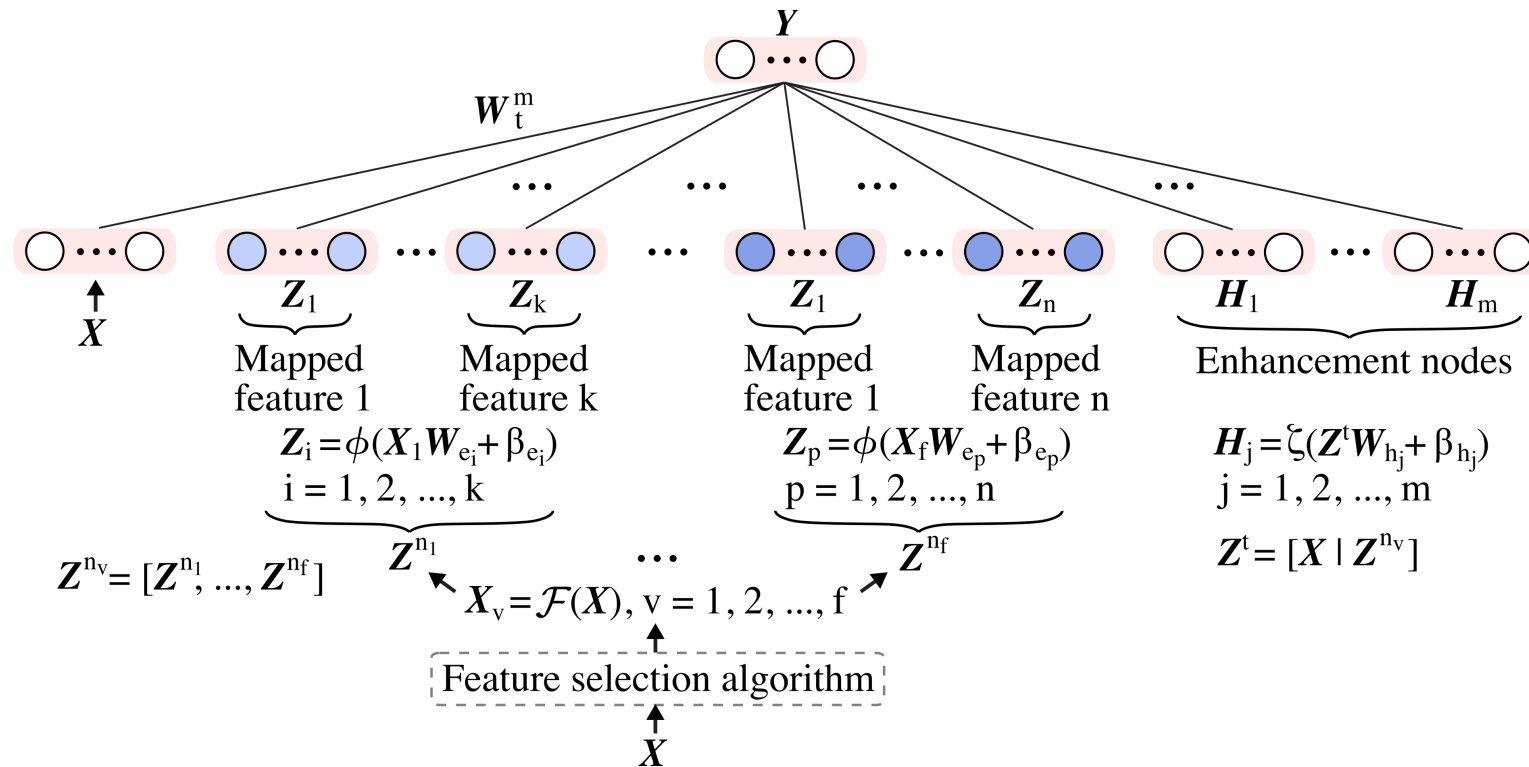 Y
W_t^m
... ... ... ...
... ... ... ... ... ... ... ... ... ... ...
Z_1 Z_k Z_1 Z_n H_1 H_m
X
Mapped feature 1
Mapped feature k
Mapped feature 1
Mapped feature n
Enhancement nodes
Z_i = ϕ(X_1 W_{e_i} + β_{e_i})
i = 1, 2, ..., k
Z_p = ϕ(X_f W_{e_p} + β_{e_p})
p = 1, 2, ..., n
H_j = ζ(Z^t W_{h_j} + β_{h_j})
j = 1, 2, ..., m
Z^{n_1} ... Z^{n_f}
Z^t = [X | Z^{n_v}]
Z^{n_v} = [Z^{n_1}, ..., Z^{n_f}]
X_v = ℱ(X), v = 1, 2, ..., f
Feature selection algorithm
X